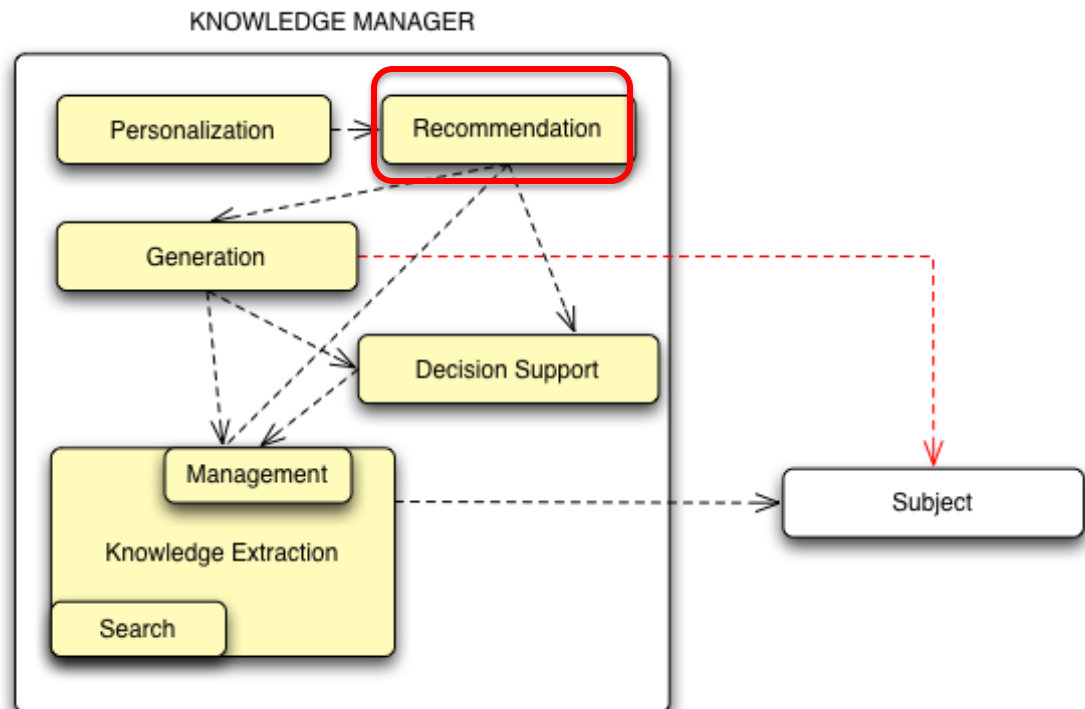 KNOWLEDGE MANAGER
Personalization
Recommendation
Generation
Decision Support
Management
Subject
Knowledge Extraction
Search